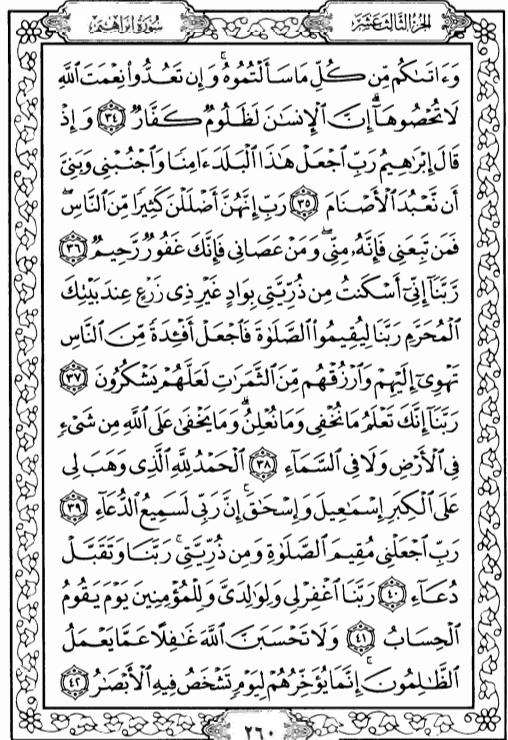 الجزء الثالث عشر
سورة إبراهيم
وَءَاتَىٰكُم مِّن كُلِّ مَا سَأَلْتُمُوهُ ۚ وَإِن تَعُدُّوا۟ نِعْمَتَ ٱللَّهِ
لَا تُحْصُوهَآ ۗ إِنَّ ٱلْإِنسَـٰنَ لَظَلُومٌ كَفَّارٌ ﴿٣٤﴾ وَإِذْ
قَالَ إِبْرَٰهِيمُ رَبِّ ٱجْعَلْ هَـٰذَا ٱلْبَلَدَ ءَامِنًا وَٱجْنُبْنِى وَبَنِىَّ
أَن نَّعْبُدَ ٱلْأَصْنَامَ ﴿٣٥﴾ رَبِّ إِنَّهُنَّ أَضْلَلْنَ كَثِيرًا مِّنَ ٱلنَّاسِ ۖ
فَمَن تَبِعَنِى فَإِنَّهُۥ مِنِّى ۖ وَمَنْ عَصَانِى فَإِنَّكَ غَفُورٌ رَّحِيمٌ ﴿٣٦﴾
رَّبَّنَآ إِنِّىٓ أَسْكَنتُ مِن ذُرِّيَّتِى بِوَادٍ غَيْرِ ذِى زَرْعٍ عِندَ بَيْتِكَ
ٱلْمُحَرَّمِ رَبَّنَا لِيُقِيمُوا۟ ٱلصَّلَوٰةَ فَٱجْعَلْ أَفْـِٔدَةً مِّنَ ٱلنَّاسِ
تَهْوِىٓ إِلَيْهِمْ وَٱرْزُقْهُم مِّنَ ٱلثَّمَرَٰتِ لَعَلَّهُمْ يَشْكُرُونَ ﴿٣٧﴾
رَبَّنَآ إِنَّكَ تَعْلَمُ مَا نُخْفِى وَمَا نُعْلِنُ ۗ وَمَا يَخْفَىٰ عَلَى ٱللَّهِ مِن شَىْءٍ
فِى ٱلْأَرْضِ وَلَا فِى ٱلسَّمَآءِ ﴿٣٨﴾ ٱلْحَمْدُ لِلَّهِ ٱلَّذِى وَهَبَ لِى
عَلَى ٱلْكِبَرِ إِسْمَـٰعِيلَ وَإِسْحَـٰقَ ۚ إِنَّ رَبِّى لَسَمِيعُ ٱلدُّعَآءِ ﴿٣٩﴾
رَبِّ ٱجْعَلْنِى مُقِيمَ ٱلصَّلَوٰةِ وَمِن ذُرِّيَّتِى ۚ رَبَّنَا وَتَقَبَّلْ
دُعَآءِ ﴿٤٠﴾ رَبَّنَا ٱغْفِرْ لِى وَلِوَٰلِدَىَّ وَلِلْمُؤْمِنِينَ يَوْمَ يَقُومُ
ٱلْحِسَابُ ﴿٤١﴾ وَلَا تَحْسَبَنَّ ٱللَّهَ غَـٰفِلًا عَمَّا يَعْمَلُ
ٱلظَّـٰلِمُونَ ۚ إِنَّمَا يُؤَخِّرُهُمْ لِيَوْمٍ تَشْخَصُ فِيهِ ٱلْأَبْصَـٰرُ ﴿٤٢﴾
٢٦٠